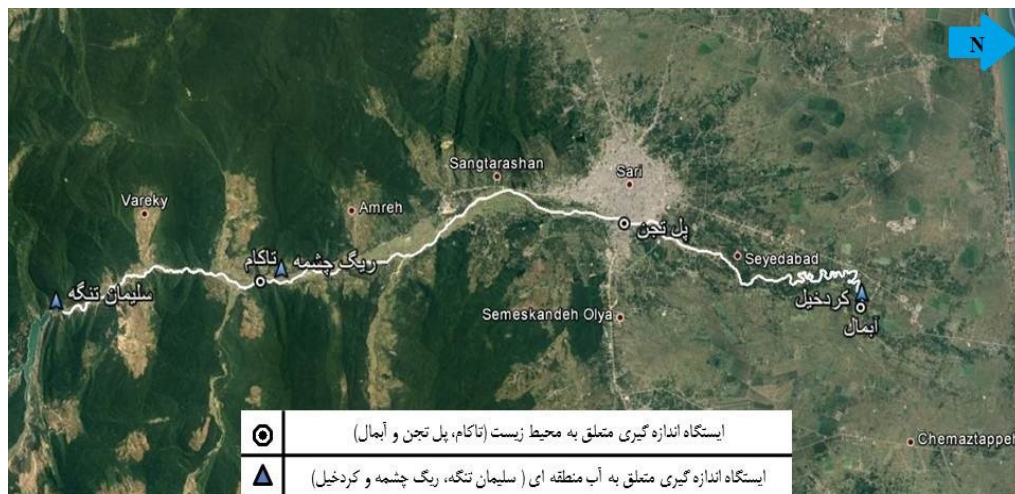 N
Sangtarashan
Sari
Vareky
Amreh
پل تجن
تاکام
ریگ چشمه
Seyedabad
سلیمان تنگه
کردخیل
Semeskandeh Olya
آبمال
Chemaztappeh
ایستگاه اندازه گیری متعلق به محیط زیست (تاکام، پل تجن و آبمال)
ایستگاه اندازه گیری متعلق به آب منطقه ای ( سلیمان تنگه، ریگ چشمه و کردخیل)